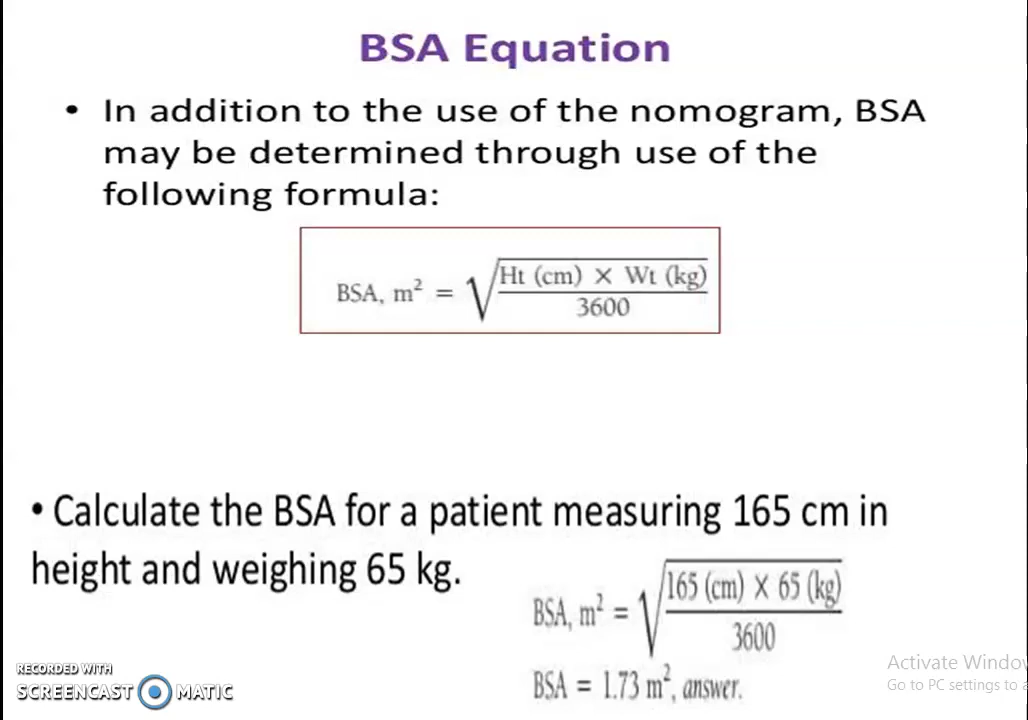 BSA Equation
• In addition to the use of the nomogram, BSA
may be determined through use of the
following formula:
BSA, m² = √(Ht (cm) × Wt (kg) / 3600)
• Calculate the BSA for a patient measuring 165 cm in
height and weighing 65 kg.
BSA, m² = √(165 (cm) × 65 (kg) / 3600)
BSA = 1.73 m², answer.
RECORDED WITH
SCREENCAST MATIC
Activate Window
Go to PC settings to a